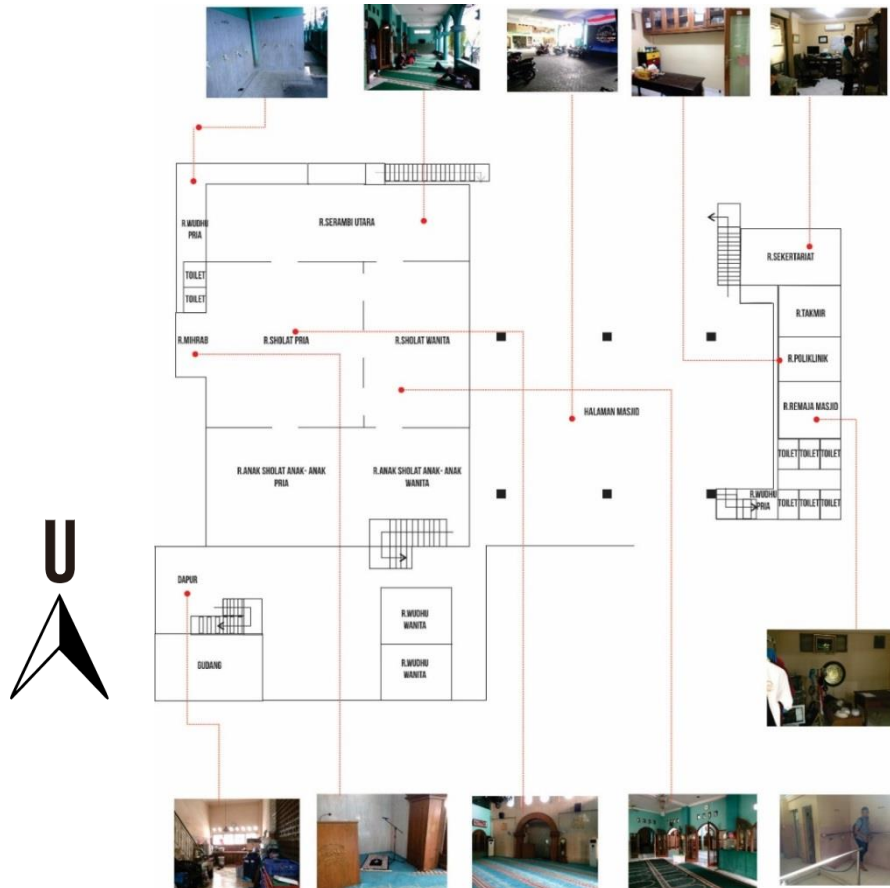 R.WUDHU
PRIA
R.SERAMBI UTARA
TOILET
TOILET
R.MIHRAB
R.SHOLAT PRIA
R.SHOLAT WANITA
R.ANAK SHOLAT ANAK- ANAK
PRIA
R.ANAK SHOLAT ANAK- ANAK
WANITA
HALAMAN MASJID
R.SEKERTARIAT
R.TAKMIR
R.POLIKLINIK
R.REMAJA MASJID
TOILET TOILET TOILET
R.WUDHU
PRIA
TOILET TOILET TOILET
U
DAPUR
GUDANG
R.WUDHU
WANITA
R.WUDHU
WANITA